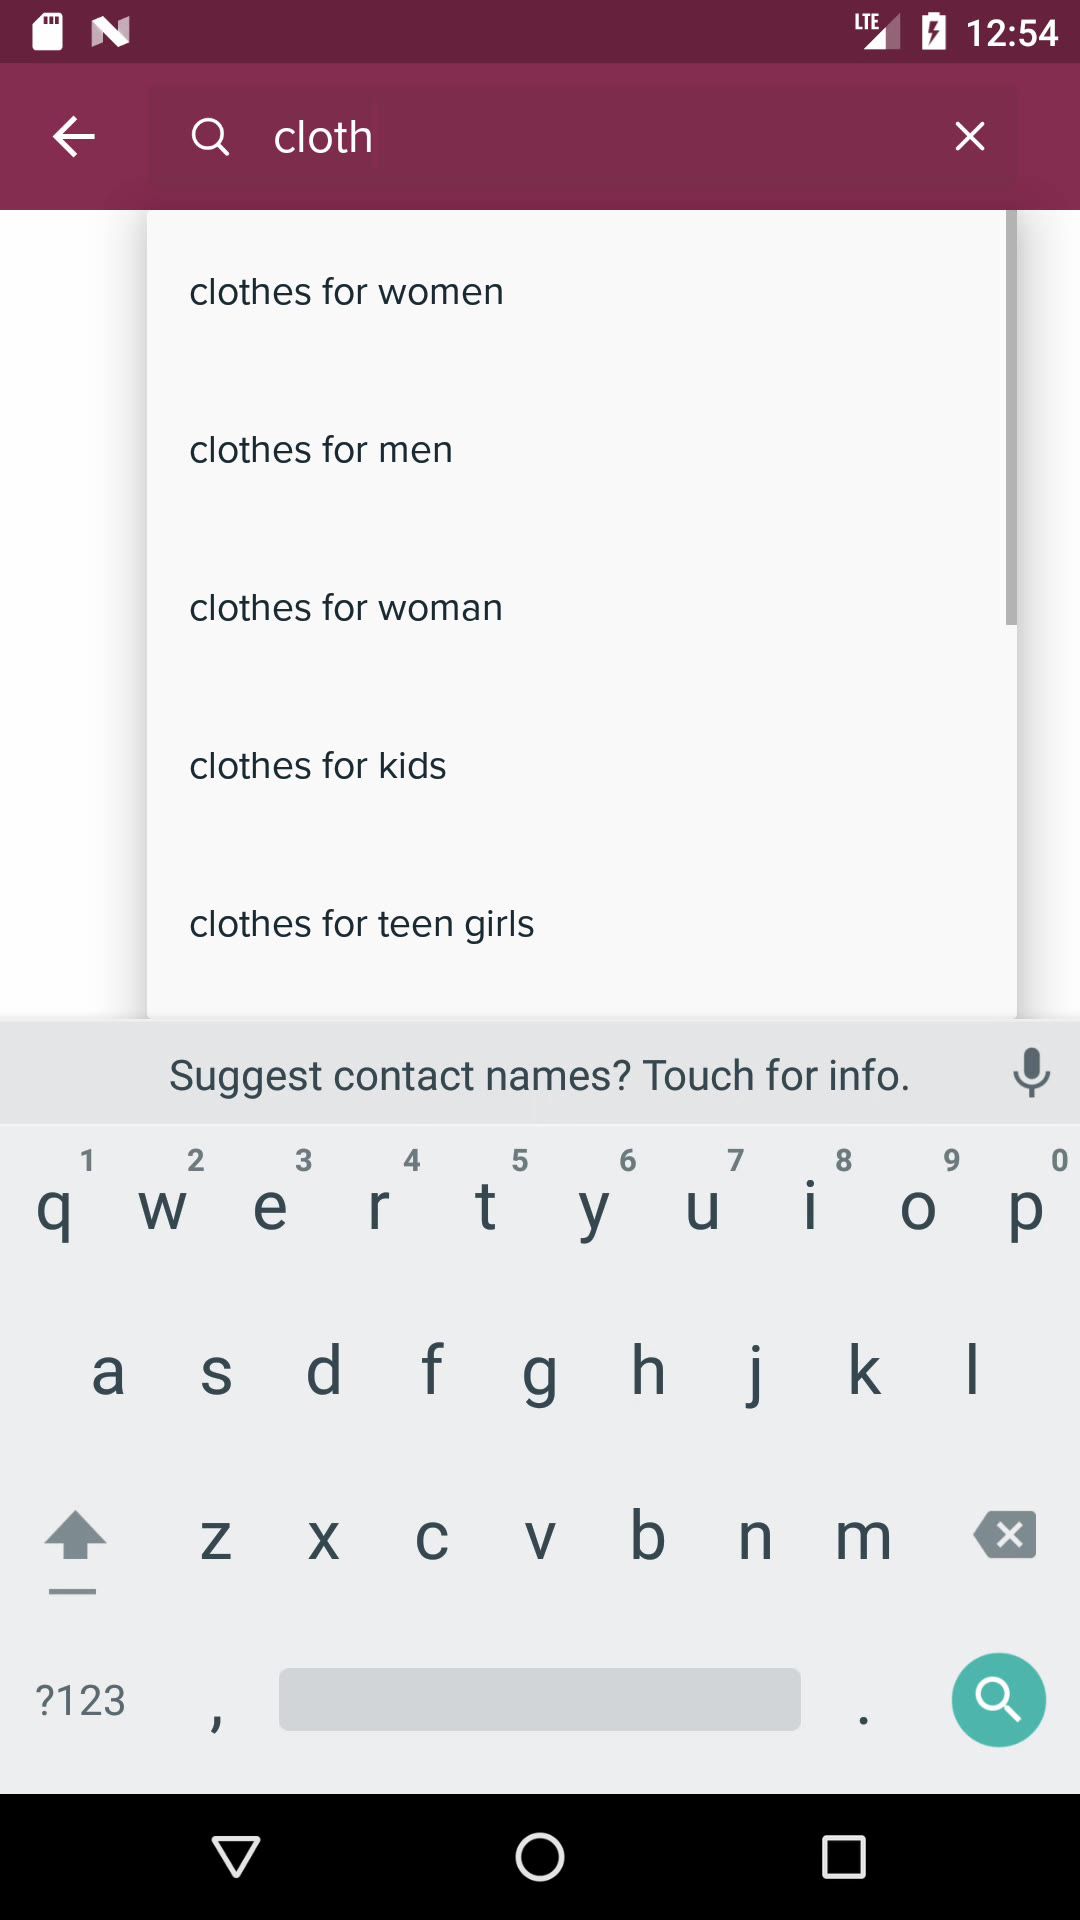 LTE 12:54
cloth
clothes for women
clothes for men
clothes for woman
clothes for kids
clothes for teen girls
Suggest contact names? Touch for info.
1 2 3 4 5 6 7 8 9 0
q w e r t y u i o p
a s d f g h j k l
z x c v b n m
?123 , .